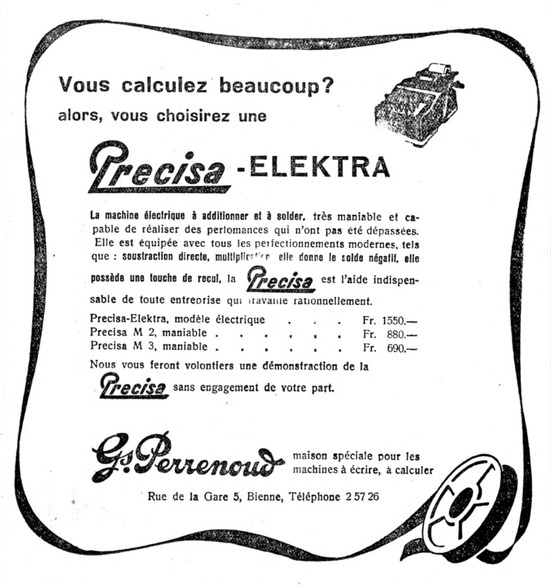 Vous calculez beaucoup?
alors, vous choisirez une
Precisa - ELEKTRA
La machine électrique à additionner et à solder, très maniable et ca-
pable de réaliser des perfomances qui n'ont pas été dépassées.
Elle est équipée avec tous les perfectionnements modernes, tels
que : soustraction directe, multiplication elle donne le solde négatif, elle
possède une touche de recul, la Precisa est l'aide indispen-
sable de toute entreprise qui travaille rationnellement.
Precisa-Elektra, modèle électrique . . . Fr. 1550.—
Precisa M 2, maniable . . . . . . Fr. 880.—
Precisa M 3, maniable . . . . . . Fr. 690.—
Nous vous feront volontiers une démonstration de la
Precisa sans engagement de votre part.
Gs. Perrenoud maison spéciale pour les
machines à écrire, à calculer
Rue de la Gare 5, Bienne, Téléphone 2 57 26